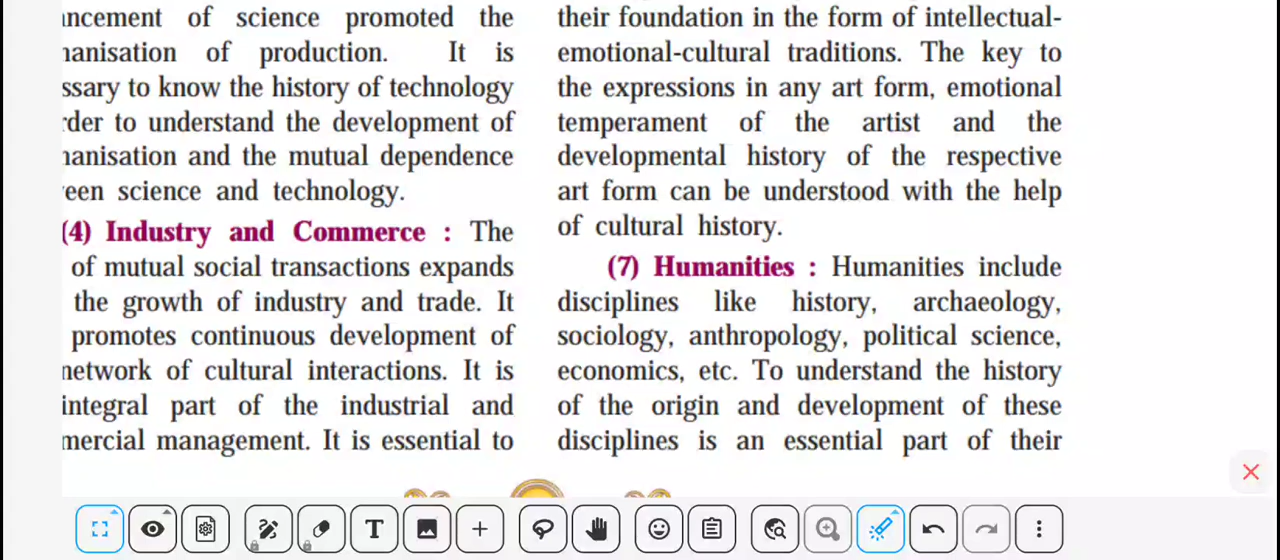 ancement of science promoted the
hanisation of production. It is
ssary to know the history of technology
rder to understand the development of
hanisation and the mutual dependence
een science and technology.
(4) Industry and Commerce : The
of mutual social transactions expands
the growth of industry and trade. It
promotes continuous development of
network of cultural interactions. It is
integral part of the industrial and
mercial management. It is essential to
their foundation in the form of intellectual-
emotional-cultural traditions. The key to
the expressions in any art form, emotional
temperament of the artist and the
developmental history of the respective
art form can be understood with the help
of cultural history.
(7) Humanities : Humanities include
disciplines like history, archaeology,
sociology, anthropology, political science,
economics, etc. To understand the history
of the origin and development of these
disciplines is an essential part of their
T